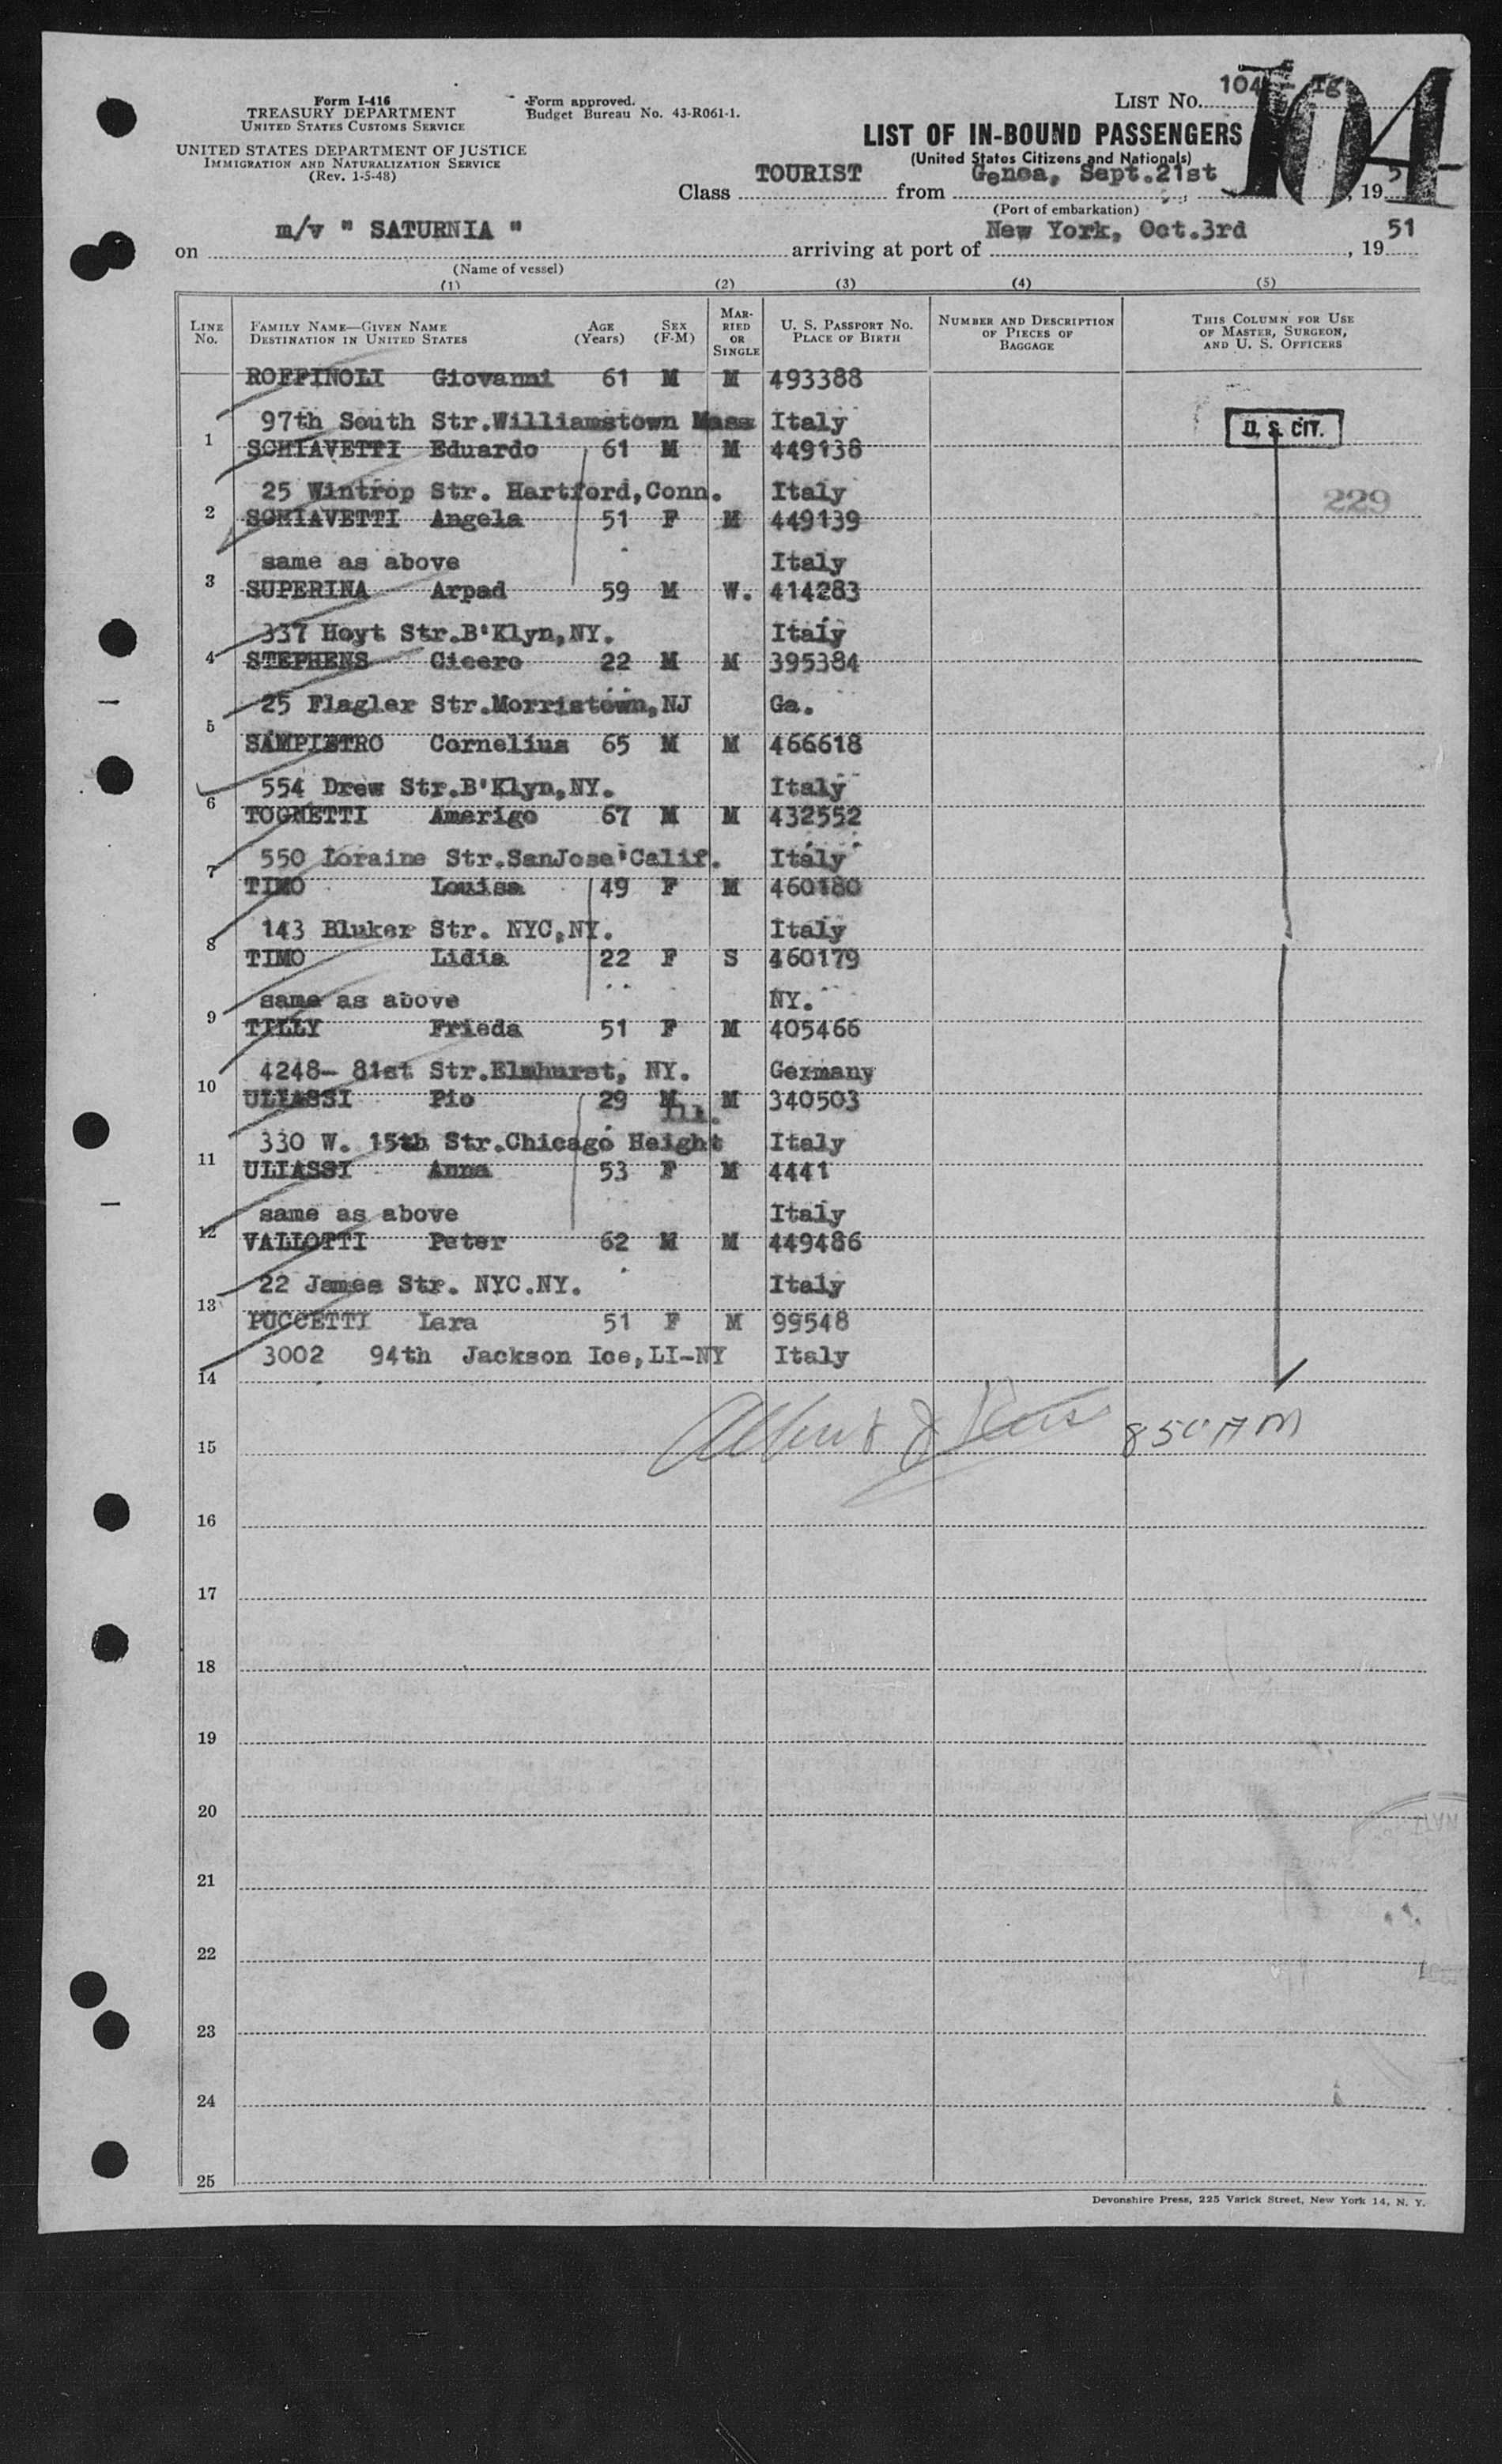 Form I-416
TREASURY DEPARTMENT
UNITED STATES CUSTOMS SERVICE
UNITED STATES DEPARTMENT OF JUSTICE
IMMIGRATION AND NATURALIZATION SERVICE
(Rev. 1-5-48)
Form approved.
Budget Bureau No. 43-R061-1.
LIST No. 104
104
LIST OF IN-BOUND PASSENGERS
(United States Citizens and Nationals)
Class TOURIST from Genoa, Sept.21st, 195
(Port of embarkation)
on m/v " SATURNIA " arriving at port of New York, Oct.3rd, 19 51
(Name of vessel)
(1) (2) (3) (4) (5)
LINE No. FAMILY NAME—GIVEN NAME DESTINATION IN UNITED STATES AGE (Years) SEX (F-M) MARRIED OR SINGLE U. S. PASSPORT NO. PLACE OF BIRTH NUMBER AND DESCRIPTION OF PIECES OF BAGGAGE THIS COLUMN FOR USE OF MASTER, SURGEON, AND U. S. OFFICERS
ROFFINOLI Giovanni 61 M M 493388
1 97th South Str.Williamstown Mass Italy U. S. CIT.
SCHIAVETTI Eduardo 61 M M 449138
2 25 Wintrop Str. Hartford,Conn. Italy 229
SCHIAVETTI Angela 51 F M 449139
3 same as above Italy
SUPERINA Arpad 59 M W. 414283
4 337 Hoyt Str.B'Klyn,NY. Italy
STEPHENS Cicero 22 M M 395384
5 25 Flagler Str.Morristown,NJ Ga.
SAMPIETRO Cornelius 65 M M 466618
6 554 Drew Str.B'Klyn,NY. Italy
TOGNETTI Amerigo 67 M M 432552
7 550 Loraine Str.SanJose'Calif. Italy
TIMO Louisa 49 F M 460180
8 143 Bluker Str. NYC,NY. Italy
TIMO Lidia 22 F S 460179
9 same as above NY.
TILLY Frieda 51 F M 405466
10 4248- 81st Str.Elmhurst, NY. Germany
ULIASSI Pio 29 M M 340503
Ill.
11 330 W. 15th Str.Chicago Height Italy
ULIASSI Anna 53 F M 4441
12 same as above Italy
VALLOTTI Peter 62 M M 449486
13 22 James Str. NYC.NY. Italy
PUCCETTI Lara 51 F M 99548
14 3002 94th Jackson Ice,LI-NY Italy
15 850 AM
16
17
18
19
20
21
22
23
24
25
Devonshire Press, 225 Varick Street, New York 14, N. Y.